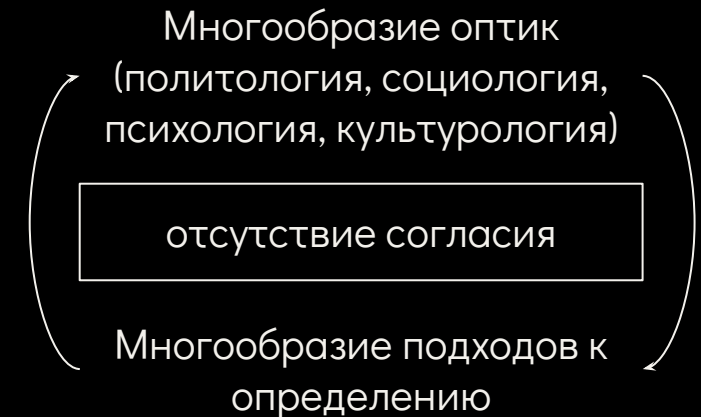 Многообразие оптик
(политология, социология,
психология, культурология)
отсутствие согласия
Многообразие подходов к
определению